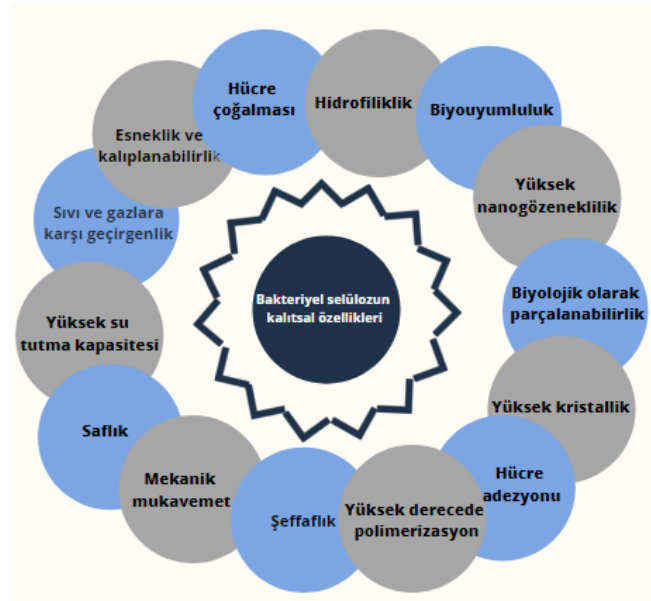 Hücre
çoğalması
Hidrofiliklik
Biyouyumluluk
Yüksek
nanogözeneklilik
Biyolojik olarak
parçalanabilirlik
Yüksek kristallik
Hücre
adezyonu
Yüksek derecede
polimerizasyon
Şeffaflık
Mekanik
mukavemet
Saflık
Yüksek su
tutma kapasitesi
Sıvı ve gazlara
karşı geçirgenlik
Esneklik ve
kalıplanabilirlik
Bakteriyel selülozun
kalıtsal özellikleri